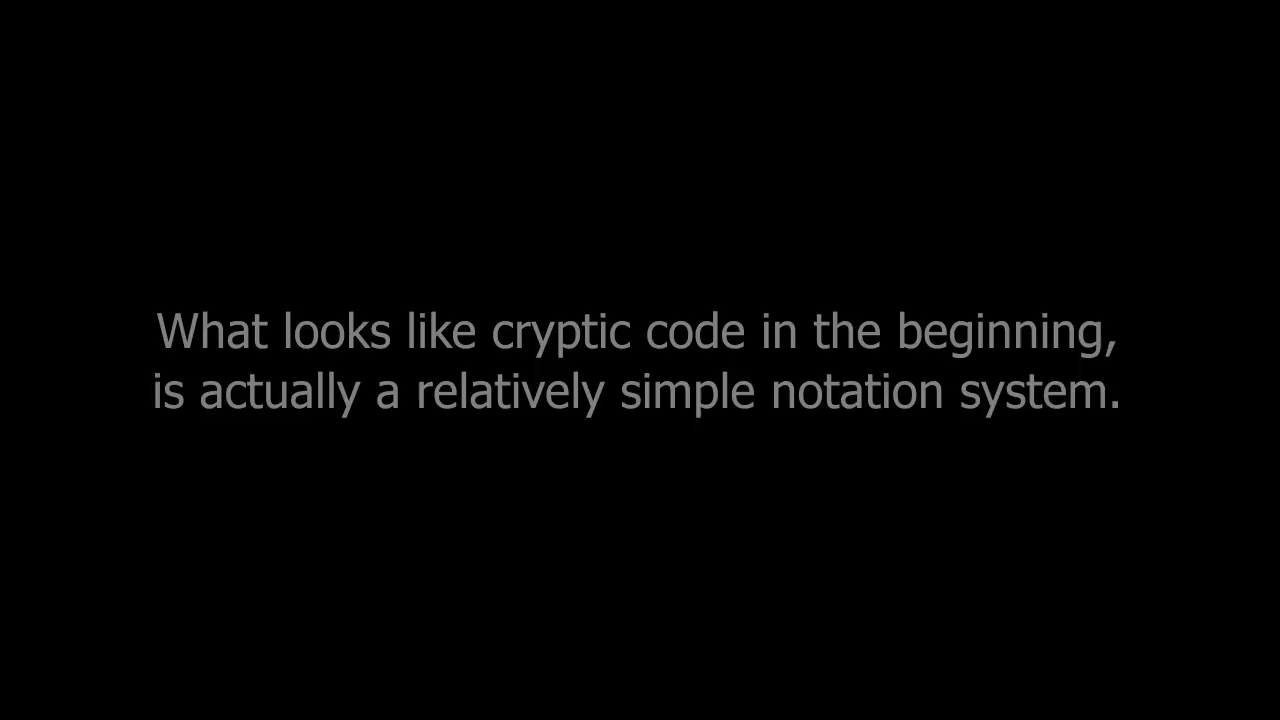 What looks like cryptic code in the beginning,
is actually a relatively simple notation system.